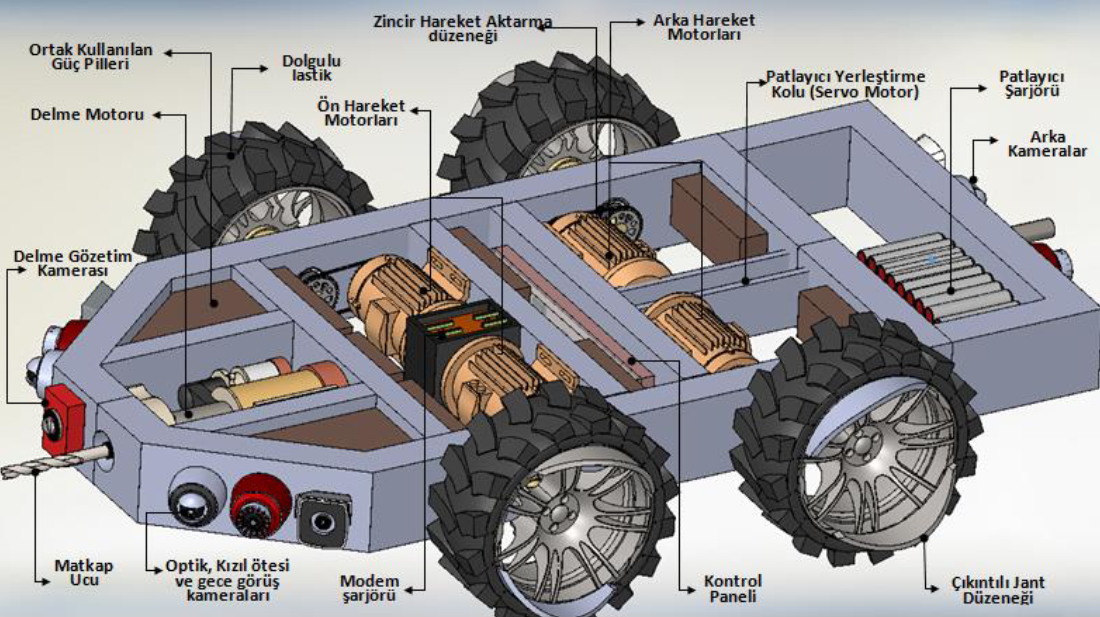 Zincir Hareket Aktarma
düzeneği
Arka Hareket
Motorları
Ortak Kullanılan
Güç Pilleri
Dolgulu
lastik
Patlayıcı Yerleştirme
Kolu (Servo Motor)
Patlayıcı
Şarjörü
Delme Motoru
Ön Hareket
Motorları
Arka
Kameralar
Delme Gözetim
Kamerası
Matkap
Ucu
Optik, Kızıl ötesi
ve gece görüş
kameraları
Modem
şarjörü
Kontrol
Paneli
Çıkıntılı Jant
Düzeneği